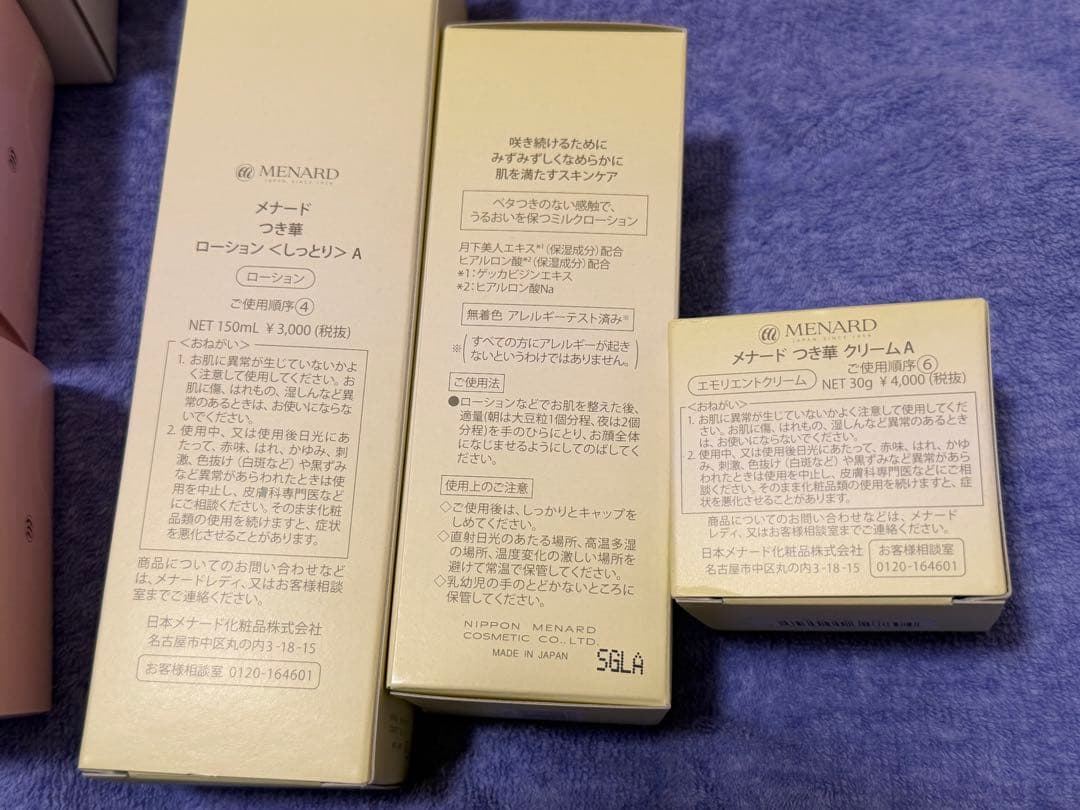 MENARD
JAPAN, SINCE 1959
メナード
つき華
ローション〈しっとり〉A
ローション
ご使用順序④
NET 150mL ¥3,000(税抜)
〈おねがい〉
1. お肌に異常が生じていないかよ
く注意して使用してください。お
肌に傷、はれもの、湿しんなど異
常のあるときは、お使いにならな
いでください。
2. 使用中、又は使用後日光にあ
たって、赤味、はれ、かゆみ、刺
激、色抜け(白斑など)や黒ずみ
など異常があらわれたときは使
用を中止し、皮膚科専門医など
にご相談ください。そのまま化粧
品類の使用を続けますと、症状
を悪化させることがあります。
商品についてのお問い合わせなど
は、メナードレディ、又はお客様相談
室までご連絡ください。
日本メナード化粧品株式会社
名古屋市中区丸の内3-18-15
お客様相談室 0120-164601
咲き続けるために
みずみずしくなめらかに
肌を満たすスキンケア
ベタつきのない感触で、
うるおいを保つミルクローション
月下美人エキス*1(保湿成分)配合
ヒアルロン酸*2(保湿成分)配合
*1:ゲッカビジンエキス
*2:ヒアルロン酸Na
無着色 アレルギーテスト済み※
※(すべての方にアレルギーが起き
ないというわけではありません。)
ご使用法
●ローションなどでお肌を整えた後、
適量(朝は大豆粒1個分程、夜は2個
分程)を手のひらにとり、お顔全体
になじませるようにしてのばしてく
ださい。
使用上のご注意
◇ご使用後は、しっかりとキャップを
しめてください。
◇直射日光のあたる場所、高温多湿
の場所、温度変化の激しい場所を
避けて常温で保管してください。
◇乳幼児の手のとどかないところに
保管してください。
NIPPON MENARD
COSMETIC CO.,LTD.
MADE IN JAPAN
5GLA
MENARD
JAPAN, SINCE 1959
メナード つき華 クリームA
ご使用順序⑥
エモリエントクリーム NET 30g ¥4,000(税抜)
〈おねがい〉
1. お肌に異常が生じていないかよく注意して使用してくだ
さい。お肌に傷、はれもの、湿しんなど異常のあるときは
は、お使いにならないでください。
2. 使用中、又は使用後日光にあたって、赤味、はれ、かゆ
み、刺激、色抜け(白斑など)や黒ずみなど異常があらわ
れたときは使用を中止し、皮膚科専門医などにご相
談ください。そのまま化粧品類の使用を続けますと、症
状を悪化させることがあります。
商品についてのお問い合わせなどは、メナード
レディ、又はお客様相談室までご連絡ください。
日本メナード化粧品株式会社
名古屋市中区丸の内3-18-15
お客様相談室
0120-164601